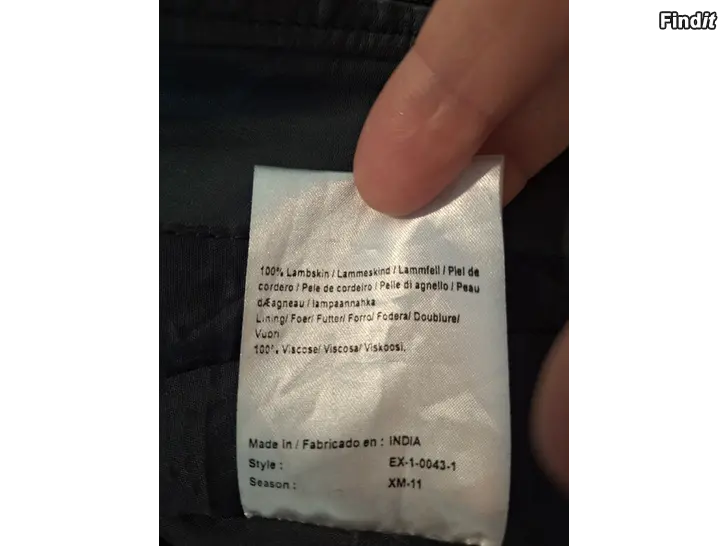 Findit
100% Lambskin / Lammeskind / Lammfell / Piel de
cordero / Pele de cordeiro / Pelle di agnello / Peau
dÆagneau / lampaannahka
Lining/ Foer/ Futter/ Forro/ Fodera/ Doublure/
Vuori
100% Viscose/ Viscosa/ Viskoosi.
Made in / Fabricado en : INDIA
Style : EX-1-0043-1
Season : XM-11